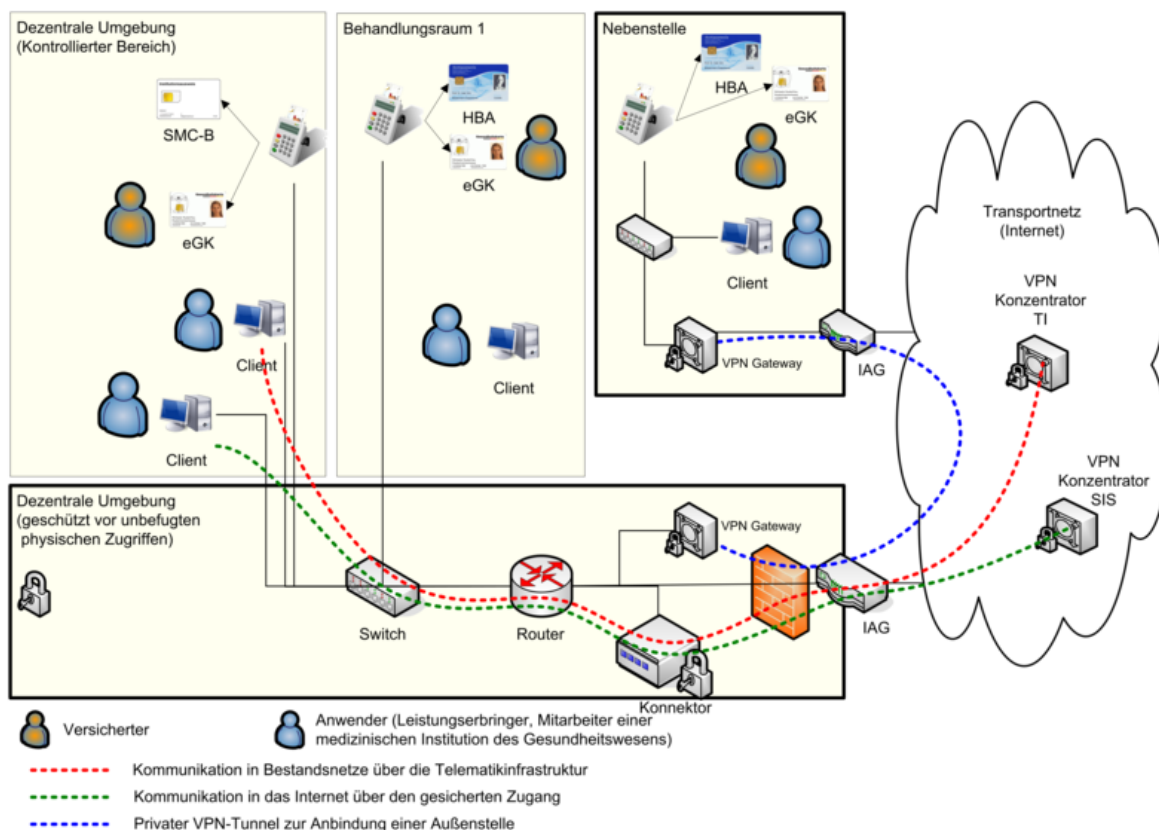 Dezentrale Umgebung
(Kontrollierter Bereich)
SMC-B
eGK
Client
Client
Behandlungsraum 1
HBA
eGK
Client
Nebenstelle
HBA
eGK
Client
VPN Gateway
IAG
Transportnetz
(Internet)
VPN
Konzentrator
TI
VPN
Konzentrator
SIS
Dezentrale Umgebung
(geschützt vor unbefugten
physischen Zugriffen)
VPN Gateway
Switch
Router
Konnektor
IAG
Versicherter
Anwender (Leistungserbringer, Mitarbeiter einer
medizinischen Institution des Gesundheitswesens)
Kommunikation in Bestandsnetze über die Telematikinfrastruktur
Kommunikation in das Internet über den gesicherten Zugang
Privater VPN-Tunnel zur Anbindung einer Außenstelle